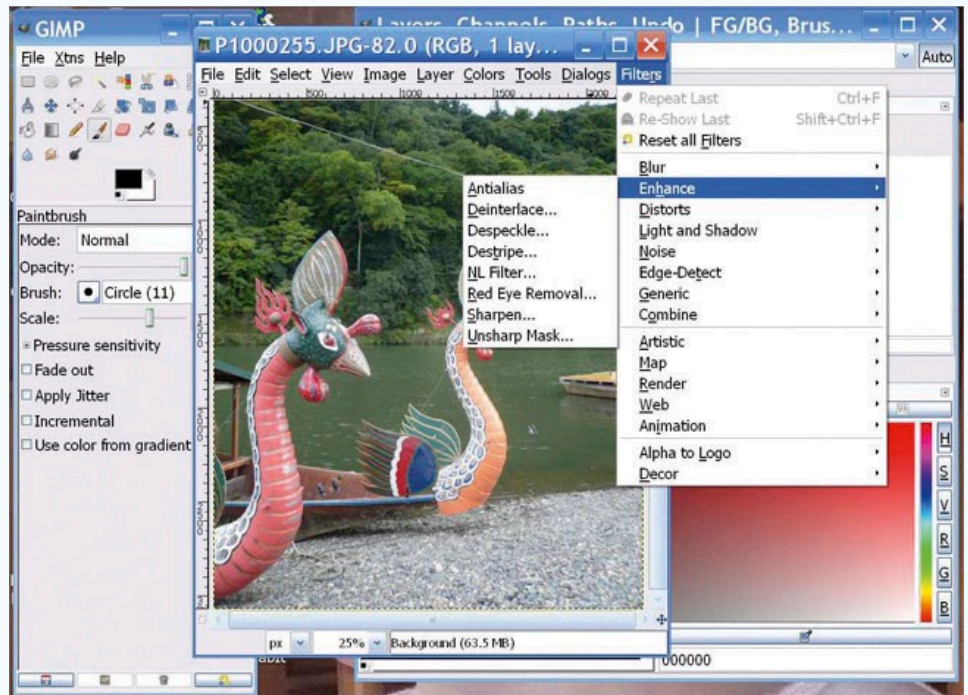 GIMP
File Xtns Help
Paintbrush
Mode: Normal
Opacity:
Brush: Circle (11)
Scale:
Pressure sensitivity
Fade out
Apply Jitter
Incremental
Use color from gradient
P1000255.JPG-82.0 (RGB, 1 lay...
File Edit Select View Image Layer Colors Tools Dialogs Filters
0 500 1000 1500 2000
Antialias
Deinterlace...
Despeckle...
Destripe...
NL Filter...
Red Eye Removal...
Sharpen...
Unsharp Mask...
px 25% Background (63.5 MB)
Layers, Channels, Paths, Undo | FG/BG, Brus...
Auto
Repeat Last Ctrl+F
Re-Show Last Shift+Ctrl+F
Reset all Filters
Blur
Enhance
Distorts
Light and Shadow
Noise
Edge-Detect
Generic
Combine
Artistic
Map
Render
Web
Animation
Alpha to Logo
Decor
H
S
V
R
G
B
000000